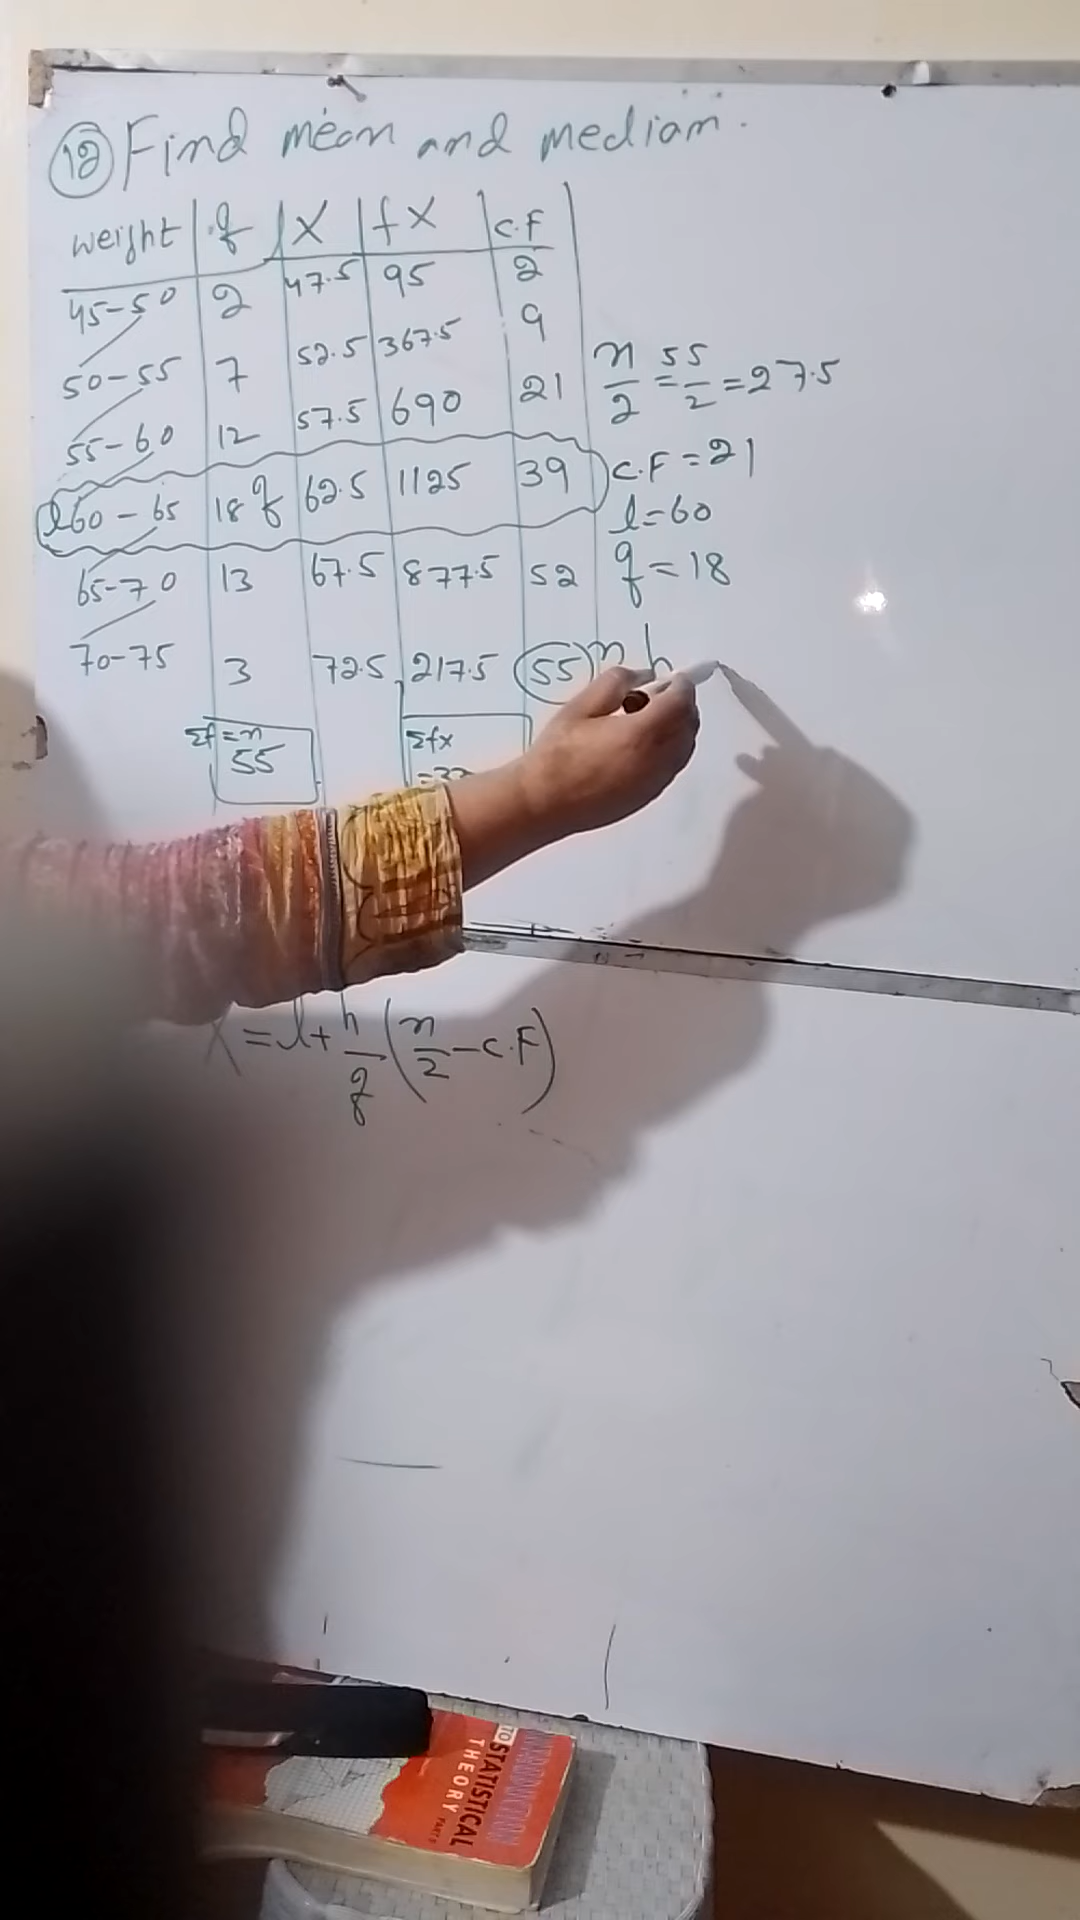 12 Find mean and median.
weight f X fX C.F
45-50 2 47.5 95 2
50-55 7 52.5 367.5 9
55-60 12 57.5 690 21
l60-65 18 f 62.5 1125 39
65-70 13 67.5 877.5 52
70-75 3 72.5 217.5 55 n
Σf=n
55
Σfx
n/2 = 55/2 = 27.5
C.F = 21
l = 60
f = 18
h
= l + h/f (n/2 - C.F)
TO STATISTICAL
THEORY PART